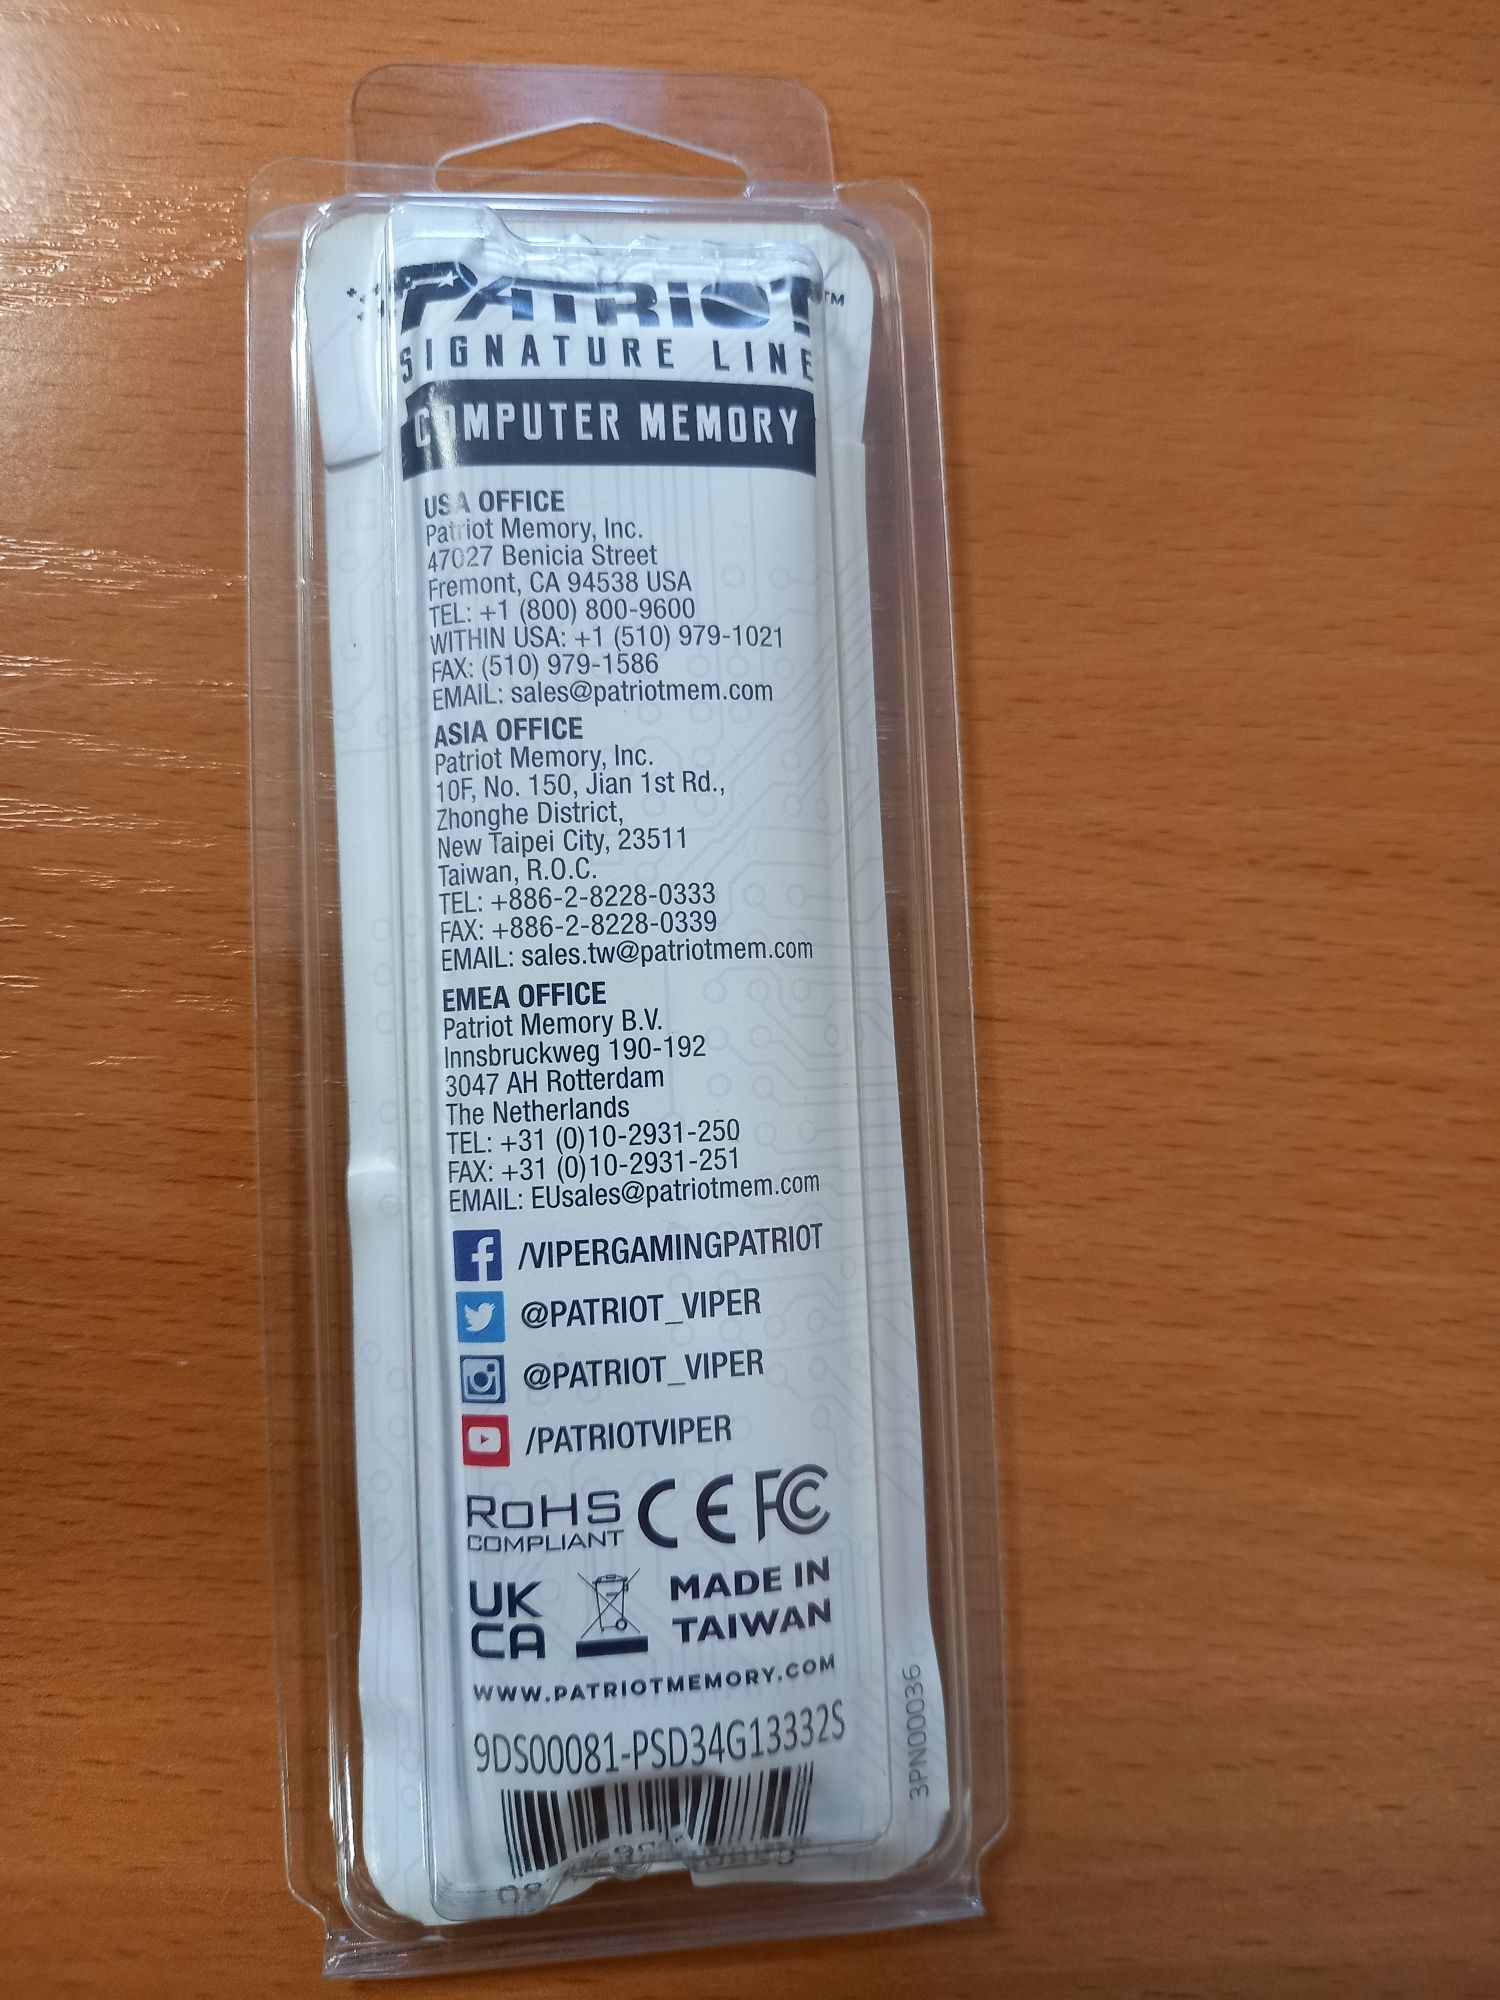 PATRIOT™
SIGNATURE LINE
COMPUTER MEMORY
USA OFFICE
Patriot Memory, Inc.
47027 Benicia Street
Fremont, CA 94538 USA
TEL: +1 (800) 800-9600
WITHIN USA: +1 (510) 979-1021
FAX: (510) 979-1586
EMAIL: sales@patriotmem.com
ASIA OFFICE
Patriot Memory, Inc.
10F, No. 150, Jian 1st Rd.,
Zhonghe District,
New Taipei City, 23511
Taiwan, R.O.C.
TEL: +886-2-8228-0333
FAX: +886-2-8228-0339
EMAIL: sales.tw@patriotmem.com
EMEA OFFICE
Patriot Memory B.V.
Innsbruckweg 190-192
3047 AH Rotterdam
The Netherlands
TEL: +31 (0)10-2931-250
FAX: +31 (0)10-2931-251
EMAIL: EUsales@patriotmem.com
/VIPERGAMINGPATRIOT
@PATRIOT_VIPER
@PATRIOT_VIPER
/PATRIOTVIPER
RoHS
COMPLIANT
CE FC
UK
CA
MADE IN
TAIWAN
WWW.PATRIOTMEMORY.COM
9DS00081-PSD34G13332S
3PN00036